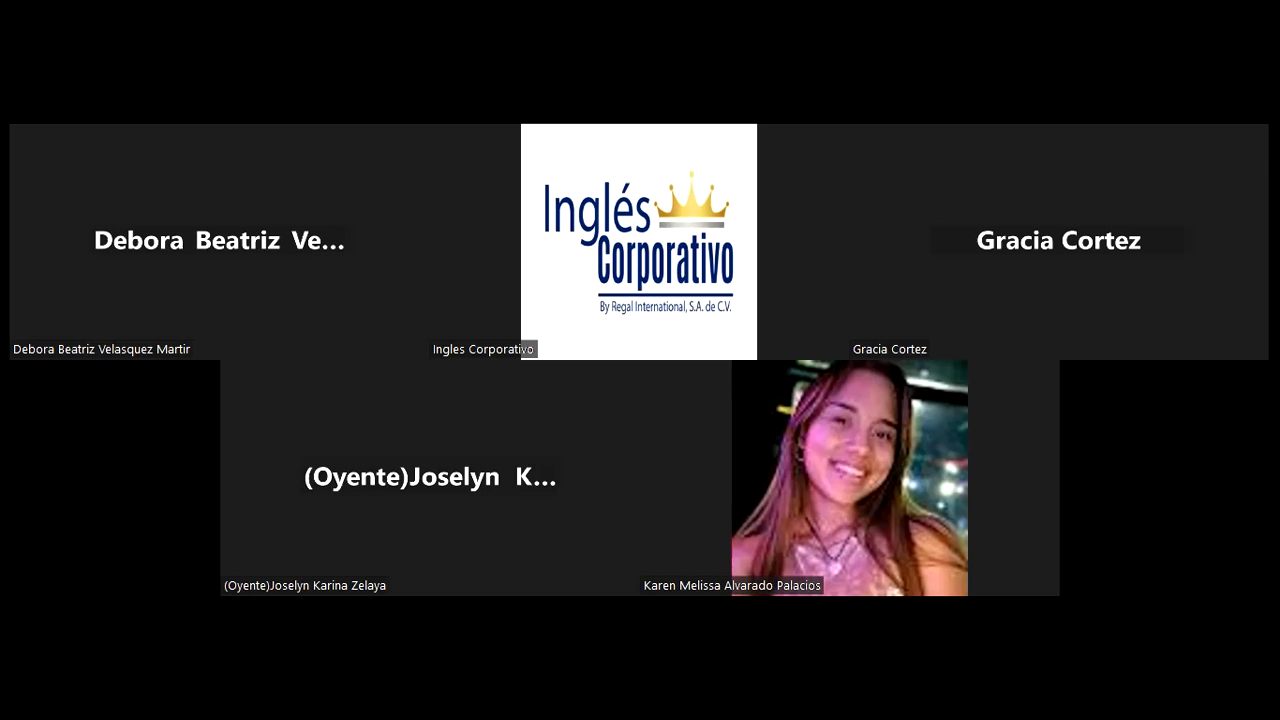 Debora Beatriz Ve...
Debora Beatriz Velasquez Martir
Inglés
Corporativo
By Regal International, S.A. de C.V.
Ingles Corporativo
Gracia Cortez
Gracia Cortez
(Oyente)Joselyn K...
(Oyente)Joselyn Karina Zelaya
Karen Melissa Alvarado Palacios